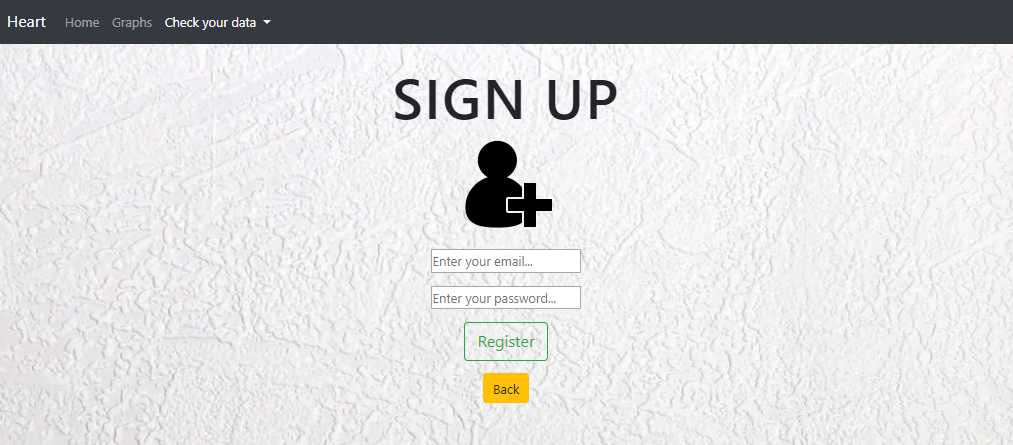 Heart Home Graphs Check your data
SIGN UP
Enter your email...
Enter your password...
Register
Back